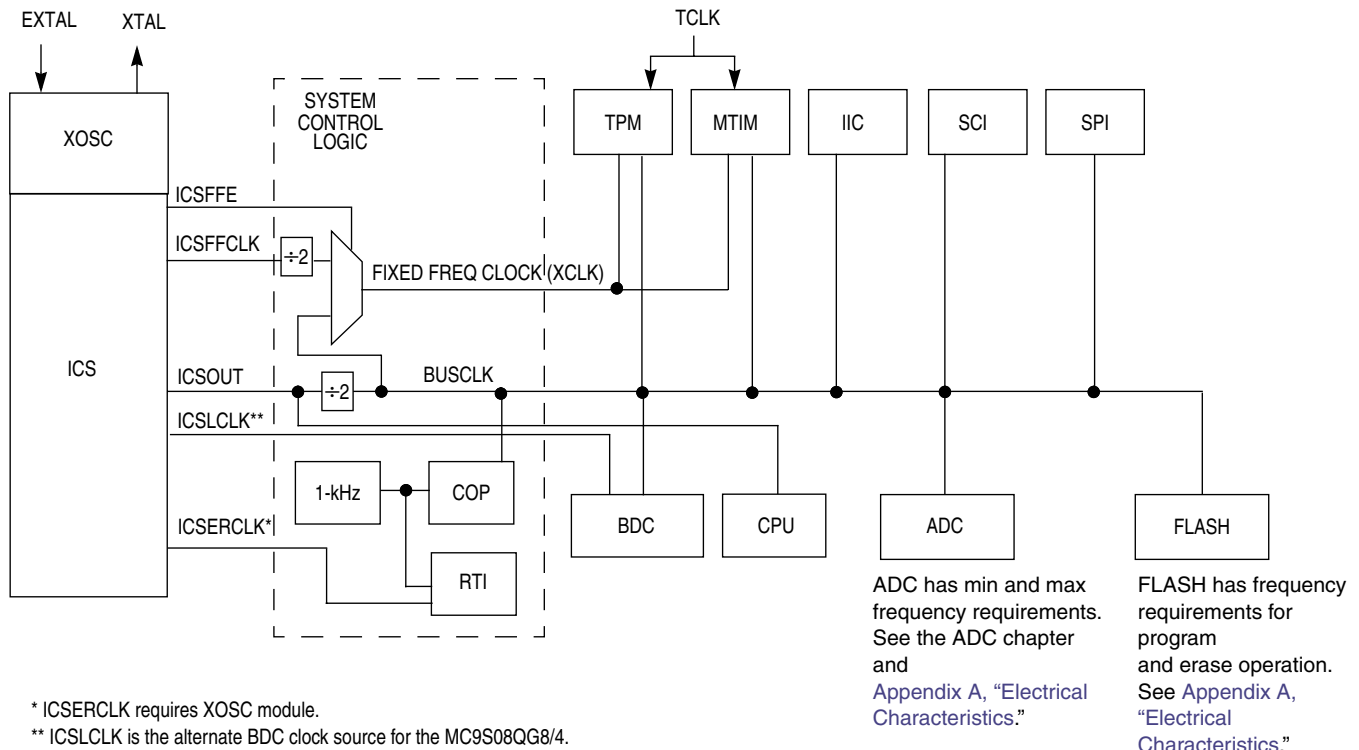 EXTAL
XTAL
TCLK
SYSTEM
CONTROL
LOGIC
XOSC
TPM
MTIM
IIC
SCI
SPI
ICSFFE
ICSFFCLK
÷2
FIXED FREQ CLOCK (XCLK)
ICS
ICSOUT
÷2
BUSCLK
ICSLCLK**
1-kHz
COP
BDC
CPU
ADC
FLASH
ICSERCLK*
RTI
ADC has min and max
frequency requirements.
See the ADC chapter
and
Appendix A, “Electrical
Characteristics.”
FLASH has frequency
requirements for
program
and erase operation.
See Appendix A,
“Electrical
Characteristics.”
* ICSERCLK requires XOSC module.
** ICSLCLK is the alternate BDC clock source for the MC9S08QG8/4.